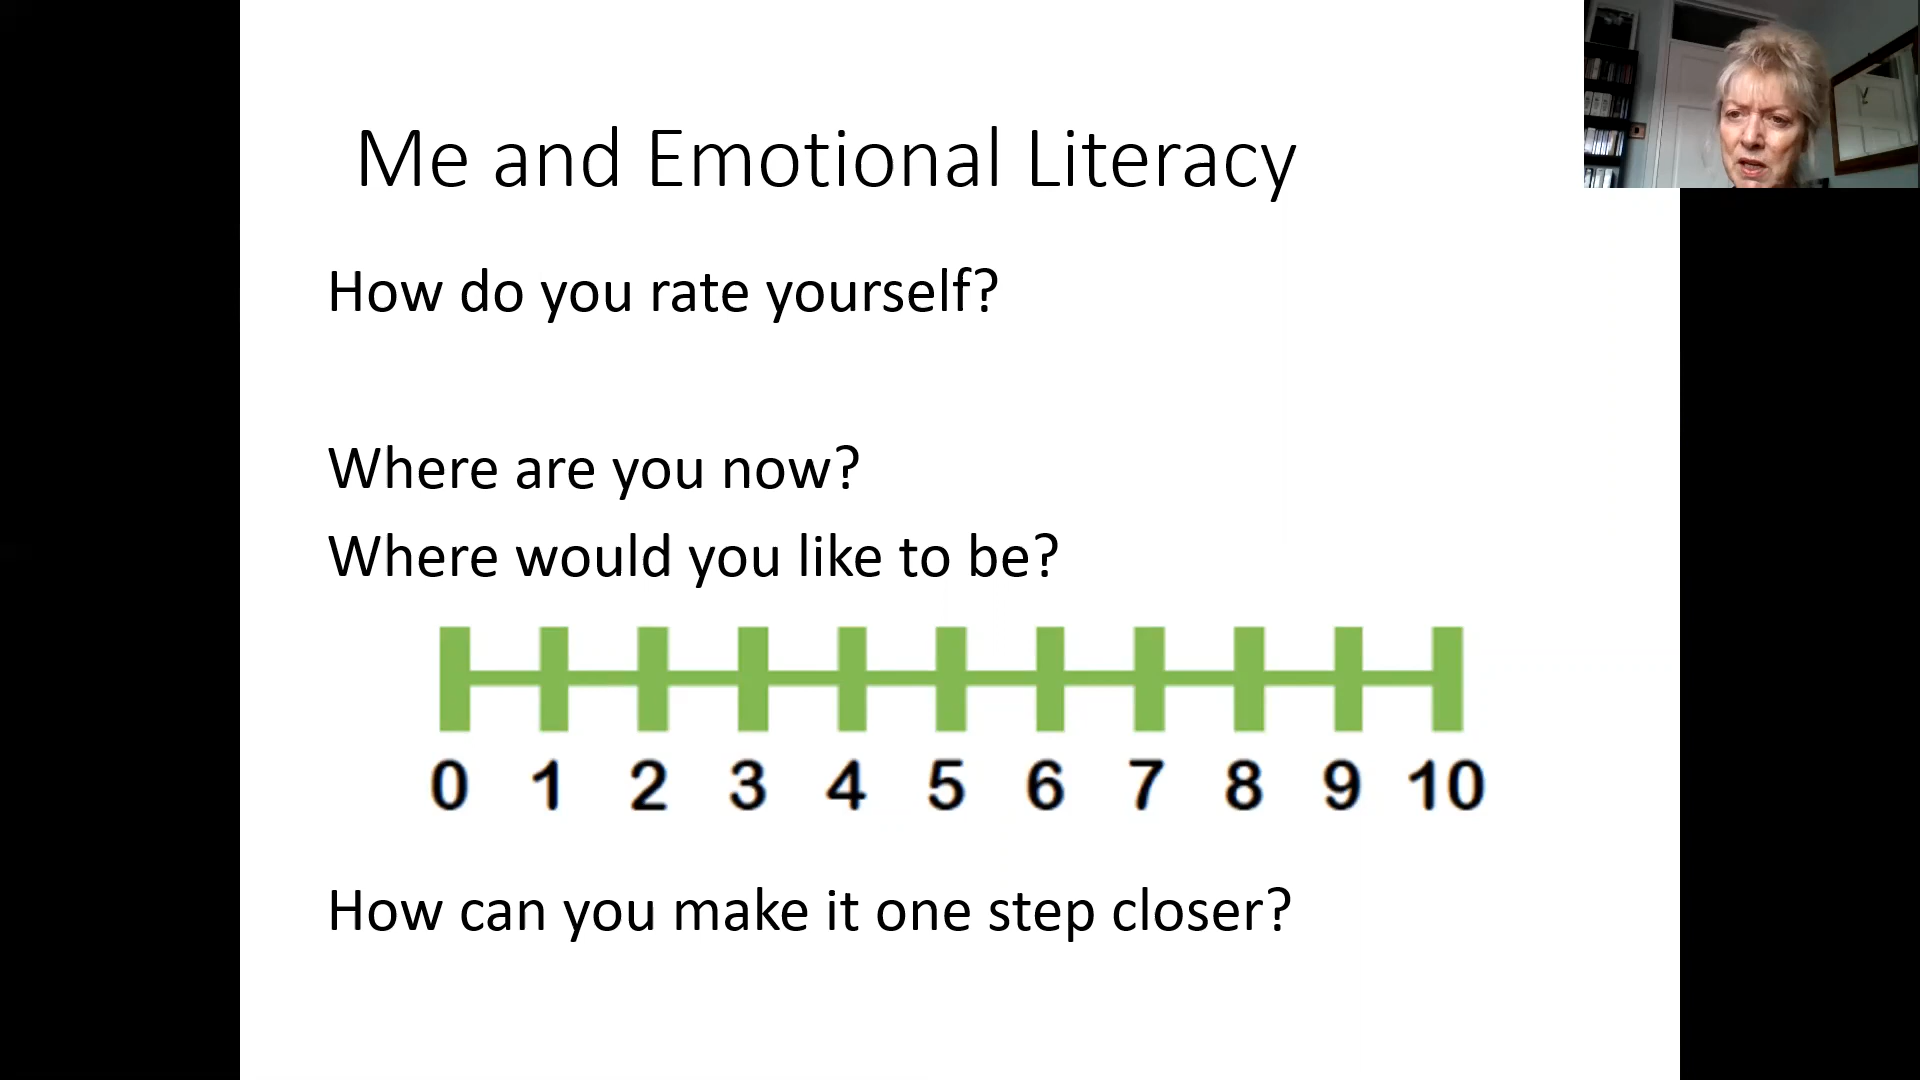 Me and Emotional Literacy
How do you rate yourself?
Where are you now?
Where would you like to be?
0 1 2 3 4 5 6 7 8 9 10
How can you make it one step closer?